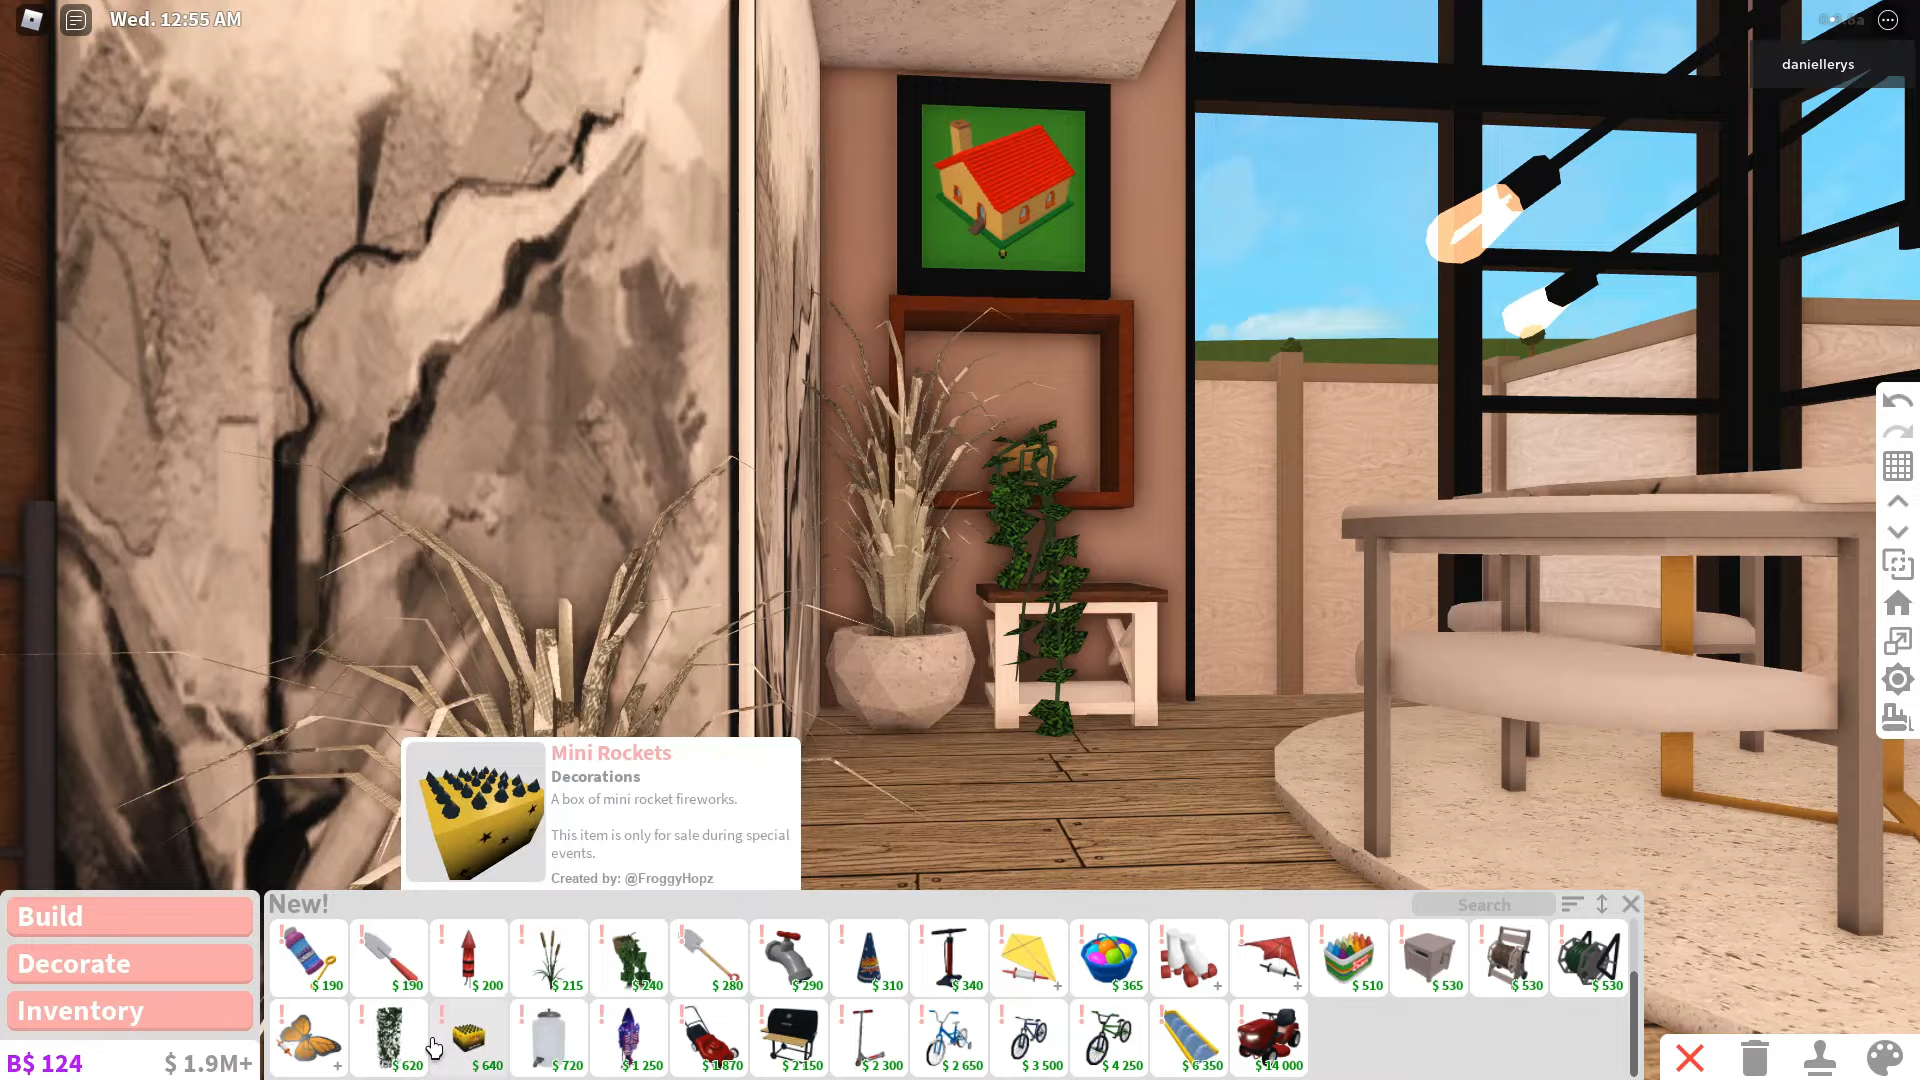 Wed. 12:55 AM
daniellerys
Mini Rockets
Decorations
A box of mini rocket fireworks.
This item is only for sale during special
events.
Created by: @FroggyHopz
New!
Search
Build
Decorate
Inventory
B$ 124 $ 1.9M+
$ 190 $ 190 $ 200 $ 215 $ 240 $ 280 $ 290 $ 310 $ 340 + $ 365 + + $ 510 $ 530 $ 530 $ 530
+ $ 620 $ 640 $ 720 $ 1 250 $ 1 870 $ 2 150 $ 2 300 $ 2 650 $ 3 500 $ 4 250 $ 6 350 $ 14 000